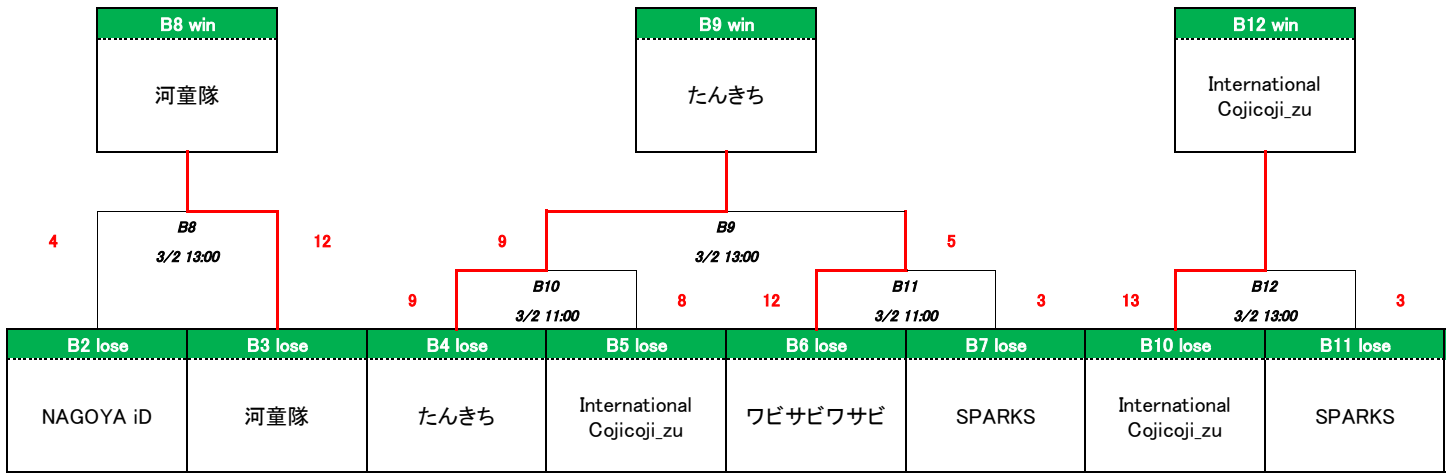 B8 win
B9 win
B12 win
河童隊
たんきち
International
Cojicoji_zu
B8
B9
4
12
9
5
3/2 13:00
3/2 13:00
B10
B11
B12
9
8
12
3
13
3
3/2 11:00
3/2 11:00
3/2 13:00
B2 lose
B3 lose
B4 lose
B5 lose
B6 lose
B7 lose
B10 lose
B11 lose
NAGOYA iD
河童隊
たんきち
International
Cojicoji_zu
ワビサビワサビ
SPARKS
International
Cojicoji_zu
SPARKS